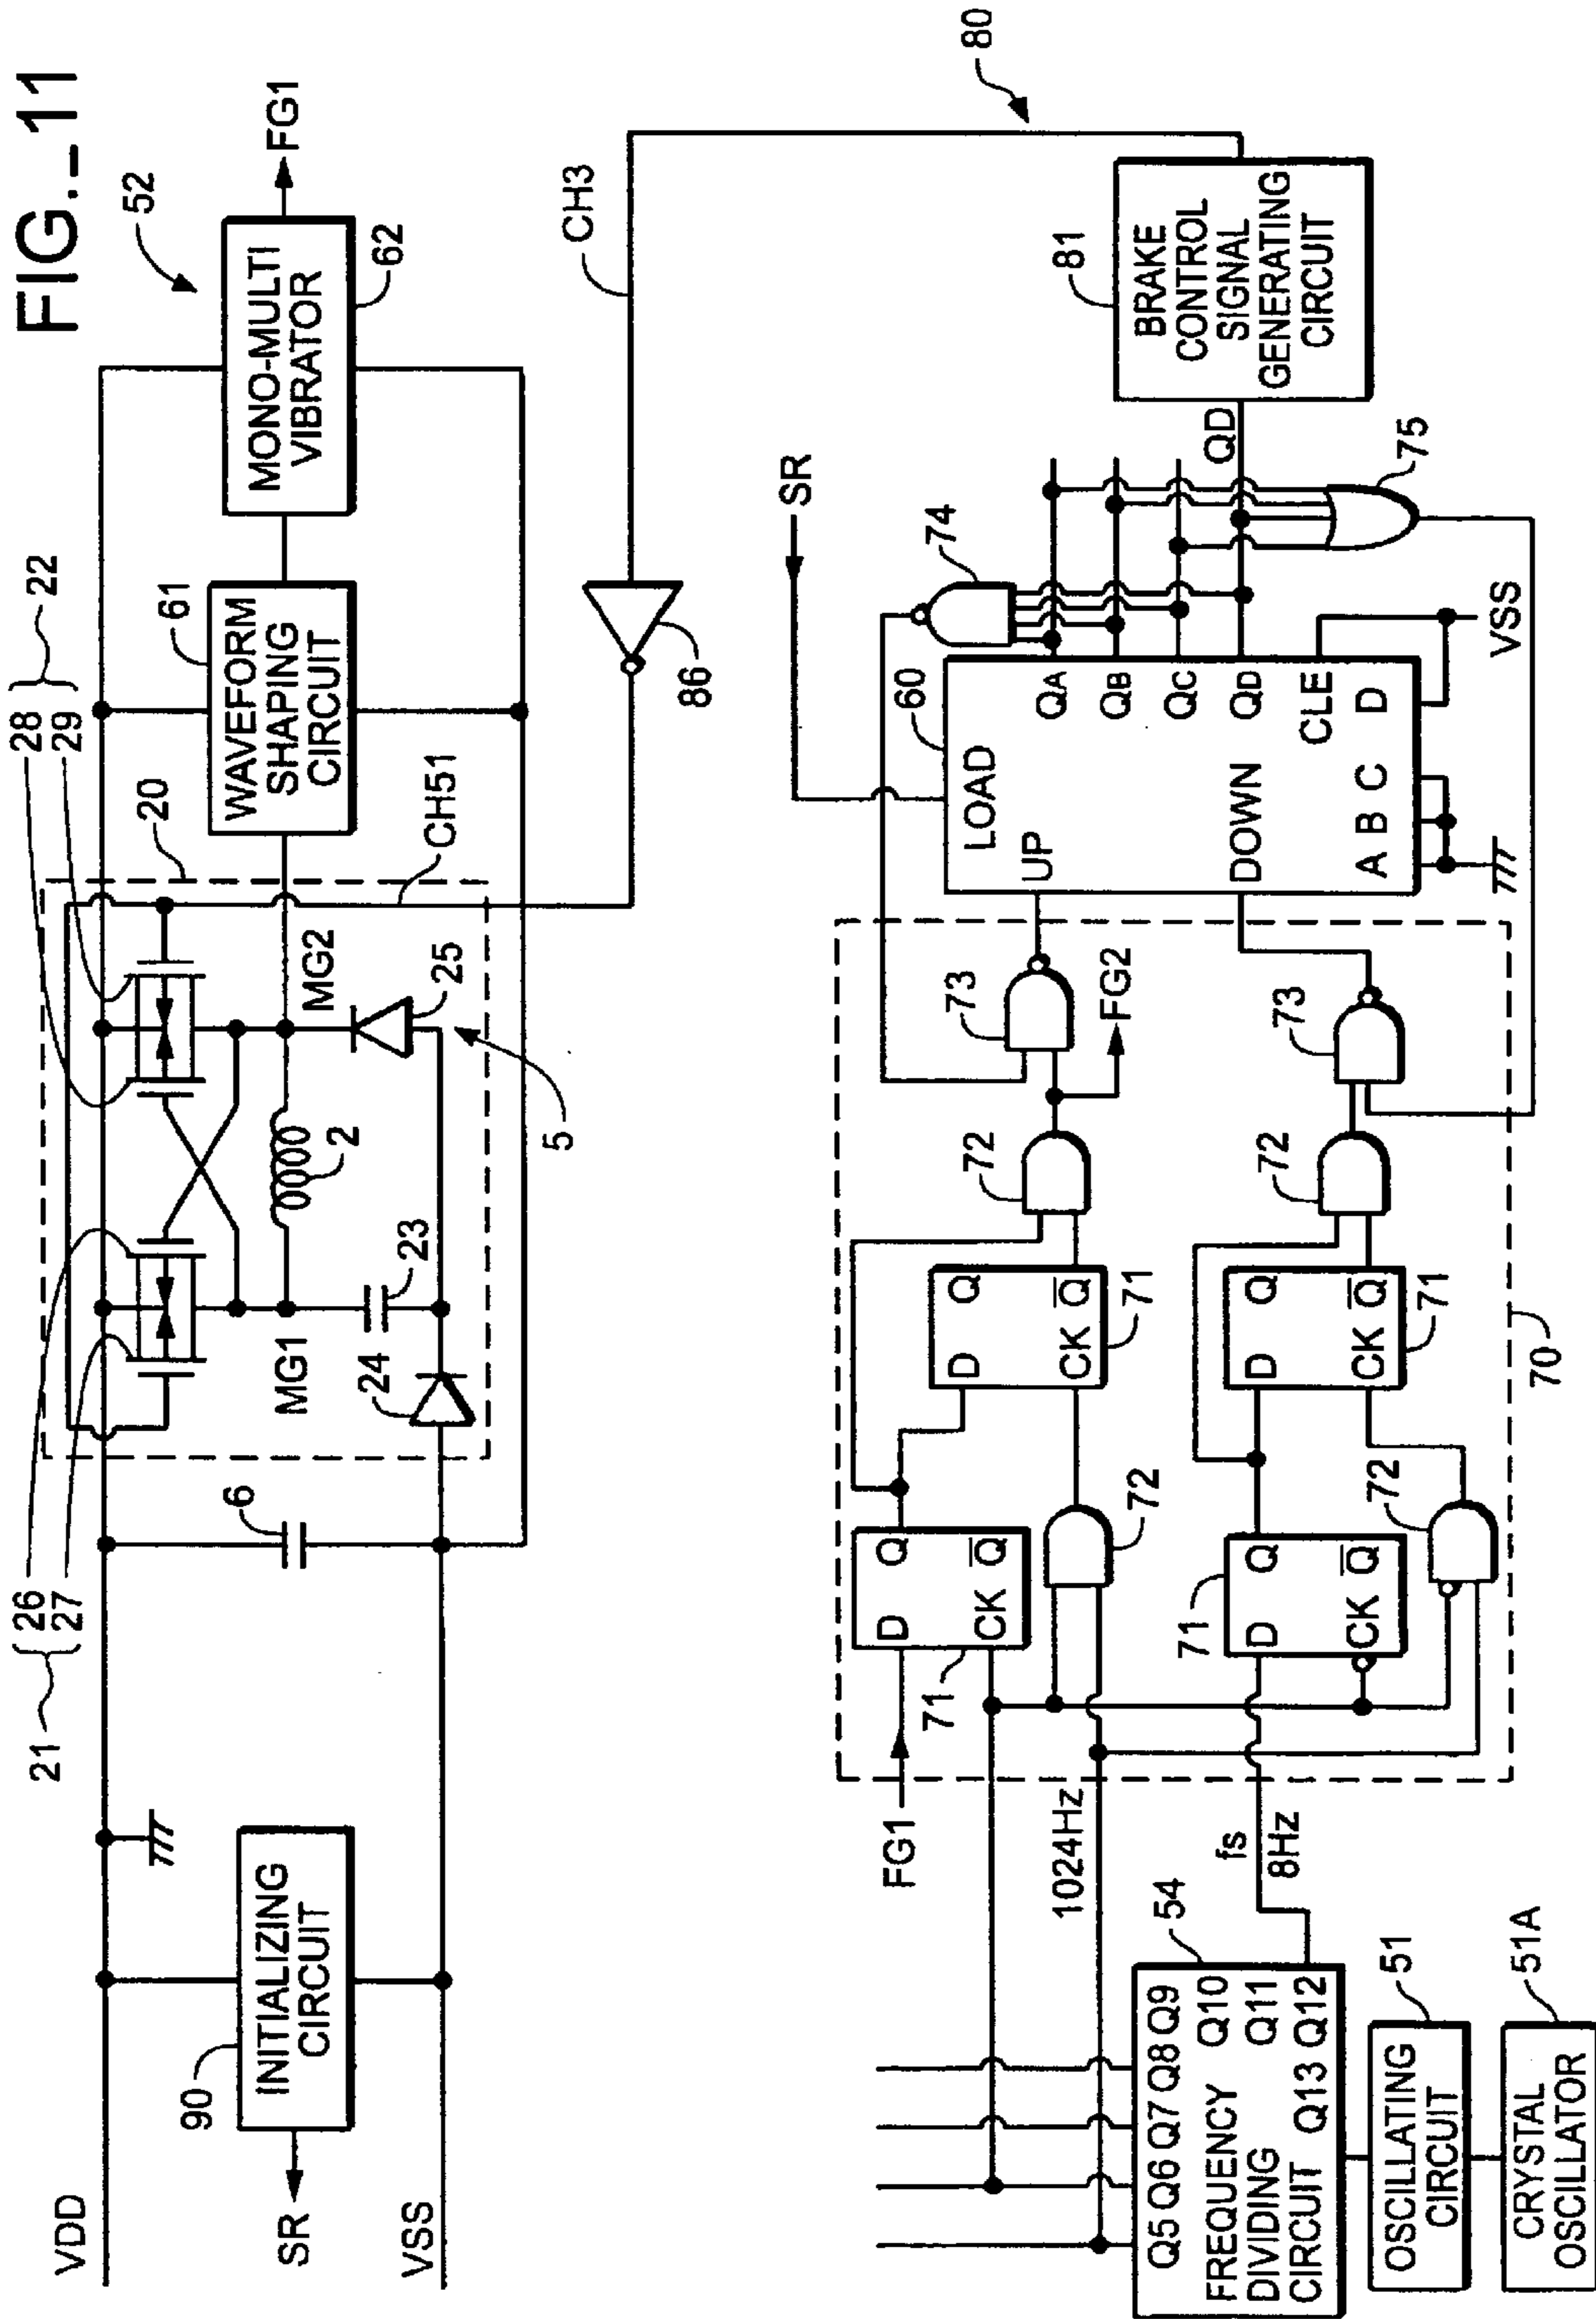 FIG._11
VDD
VSS
SR
90
INITIALIZING
CIRCUIT
6
21
26
27
28
29
22
20
MG1
MG2
2
23
24
25
5
CH51
61
WAVEFORM
SHAPING
CIRCUIT
MONO-MULTI
VIBRATOR
62
52
FG1
CH3
86
80
FG1
1024Hz
fs
8Hz
54
Q5 Q6 Q7 Q8 Q9
FREQUENCY Q10
DIVIDING Q11
CIRCUIT Q13 Q12
OSCILLATING
CIRCUIT
51
CRYSTAL
OSCILLATOR
51A
D Q
CK Q̅
71
72
D Q
CK Q̅
71
72
D Q
CK Q̅
71
72
D Q
CK Q̅
71
72
70
73
FG2
73
SR
60
LOAD
UP
DOWN
QA
QB
QC
QD
CLE
A B C D
VSS
74
75
QD
81
BRAKE
CONTROL
SIGNAL
GENERATING
CIRCUIT